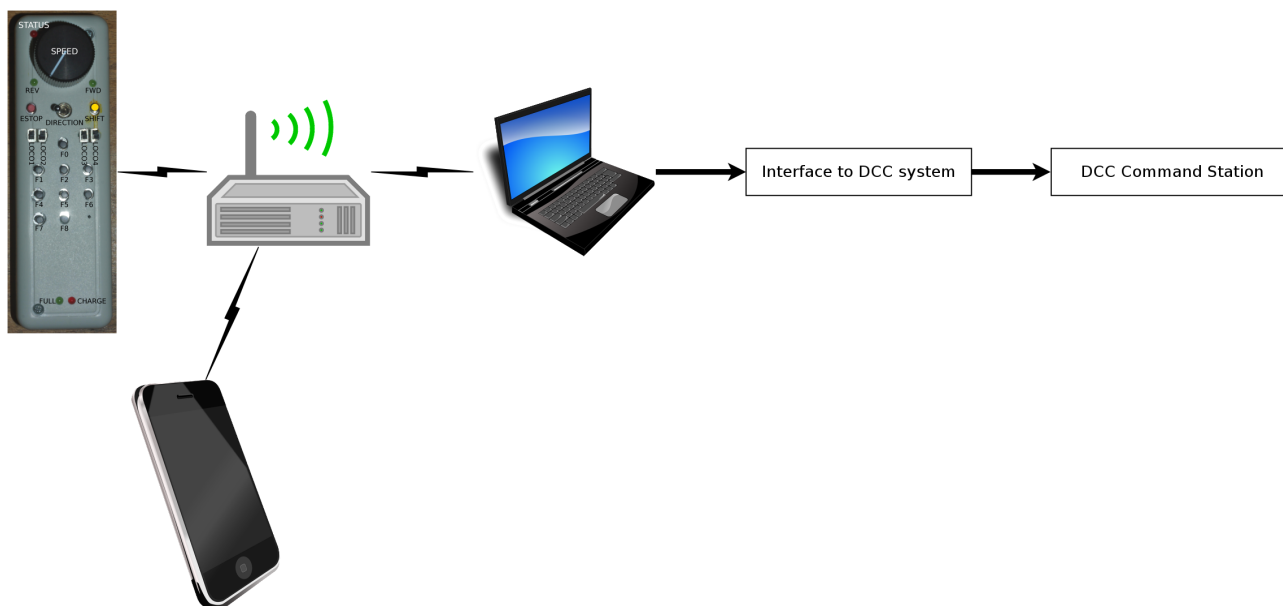 STATUS
SPEED
REV FWD
ESTOP SHIFT
DIRECTION
LOCO1 LOCO2 LOCO3 LOCO4
F0
F1 F2 F3
F4 F5 F6
F7 F8
FULL CHARGE
Interface to DCC system
DCC Command Station